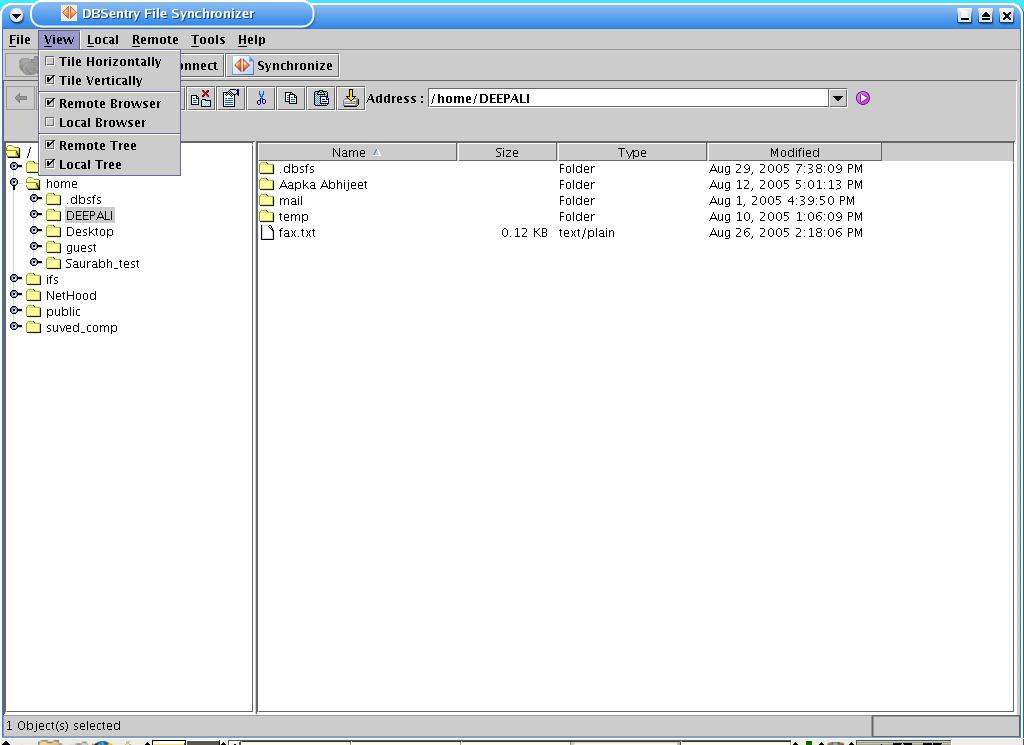 DBSentry File Synchronizer
File View Local Remote Tools Help
Tile Horizontally
Tile Vertically
Remote Browser
Local Browser
Remote Tree
Local Tree
nnect Synchronize
Address : /home/DEEPALI
/
home
.dbsfs
DEEPALI
Desktop
guest
Saurabh_test
ifs
NetHood
public
suved_comp
Name Size Type Modified
.dbsfs Folder Aug 29, 2005 7:38:09 PM
Aapka Abhijeet Folder Aug 12, 2005 5:01:13 PM
mail Folder Aug 1, 2005 4:39:50 PM
temp Folder Aug 10, 2005 1:06:09 PM
fax.txt 0.12 KB text/plain Aug 26, 2005 2:18:06 PM
1 Object(s) selected